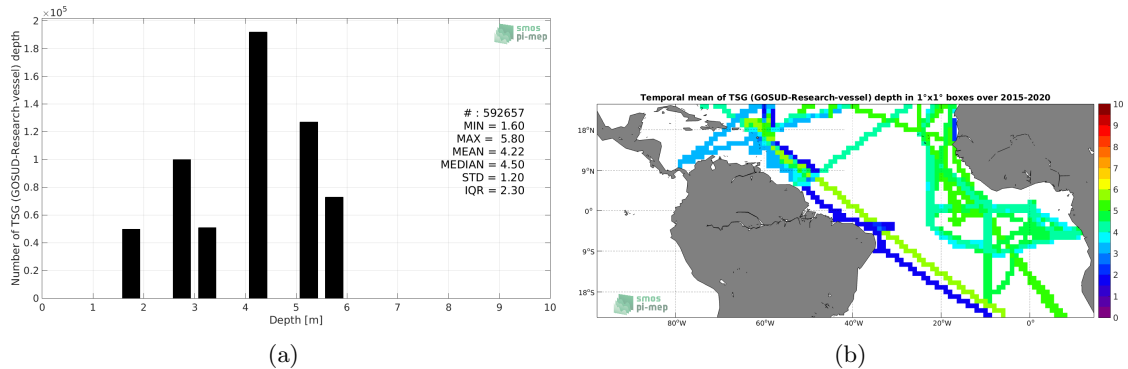 ×10⁵
2
1.8
1.6
1.4
1.2
1
0.8
0.6
0.4
0.2
0
Number of TSG (GOSUD-Research-vessel) depth
smos
pi-mep
# : 592657
MIN = 1.60
MAX = 5.80
MEAN = 4.22
MEDIAN = 4.50
STD = 1.20
IQR = 2.30
0 1 2 3 4 5 6 7 8 9 10
Depth [m]
(a)
Temporal mean of TSG (GOSUD-Research-vessel) depth in 1°x1° boxes over 2015-2020
18°N
9°N
0°
9°S
18°S
smos
pi-mep
80°W 60°W 40°W 20°W 0°
10
9
8
7
6
5
4
3
2
1
0
(b)